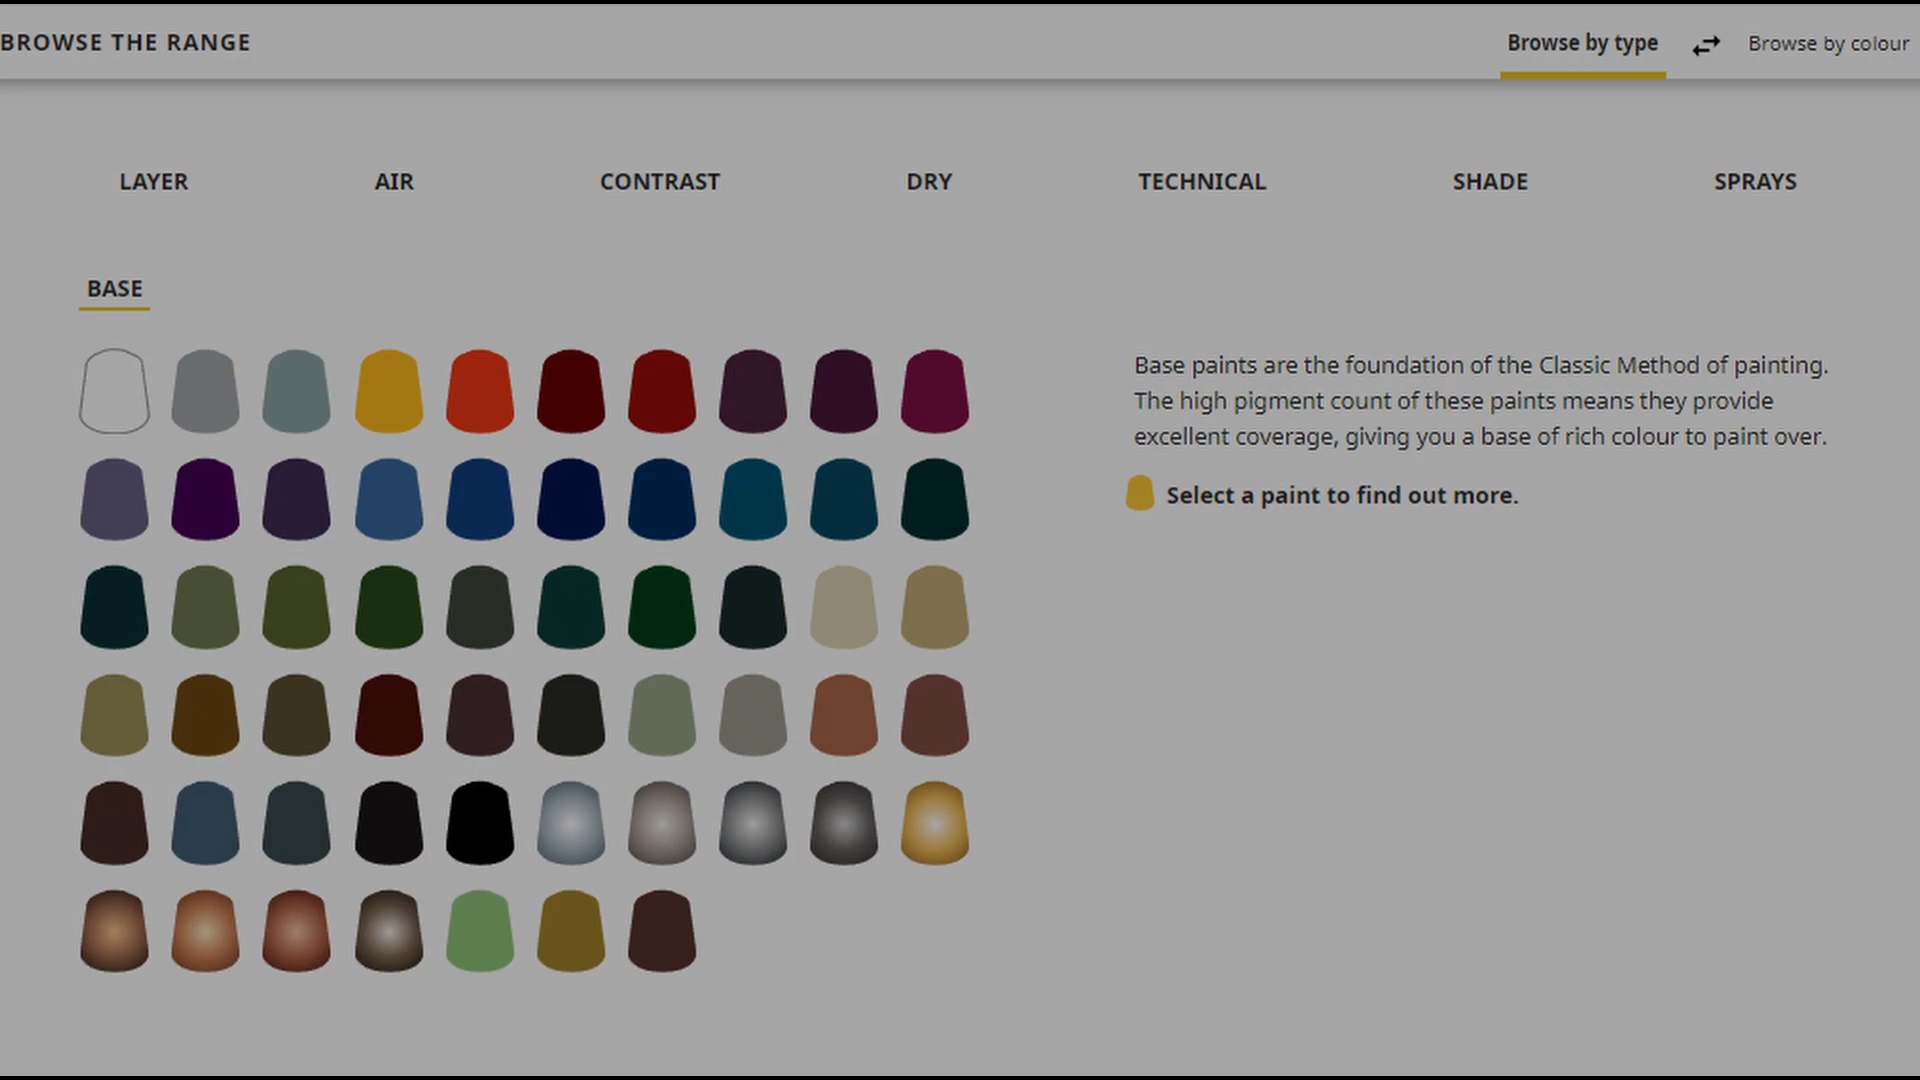 BROWSE THE RANGE
Browse by type
Browse by colour
LAYER
AIR
CONTRAST
DRY
TECHNICAL
SHADE
SPRAYS
BASE
Base paints are the foundation of the Classic Method of painting.
The high pigment count of these paints means they provide
excellent coverage, giving you a base of rich colour to paint over.
Select a paint to find out more.